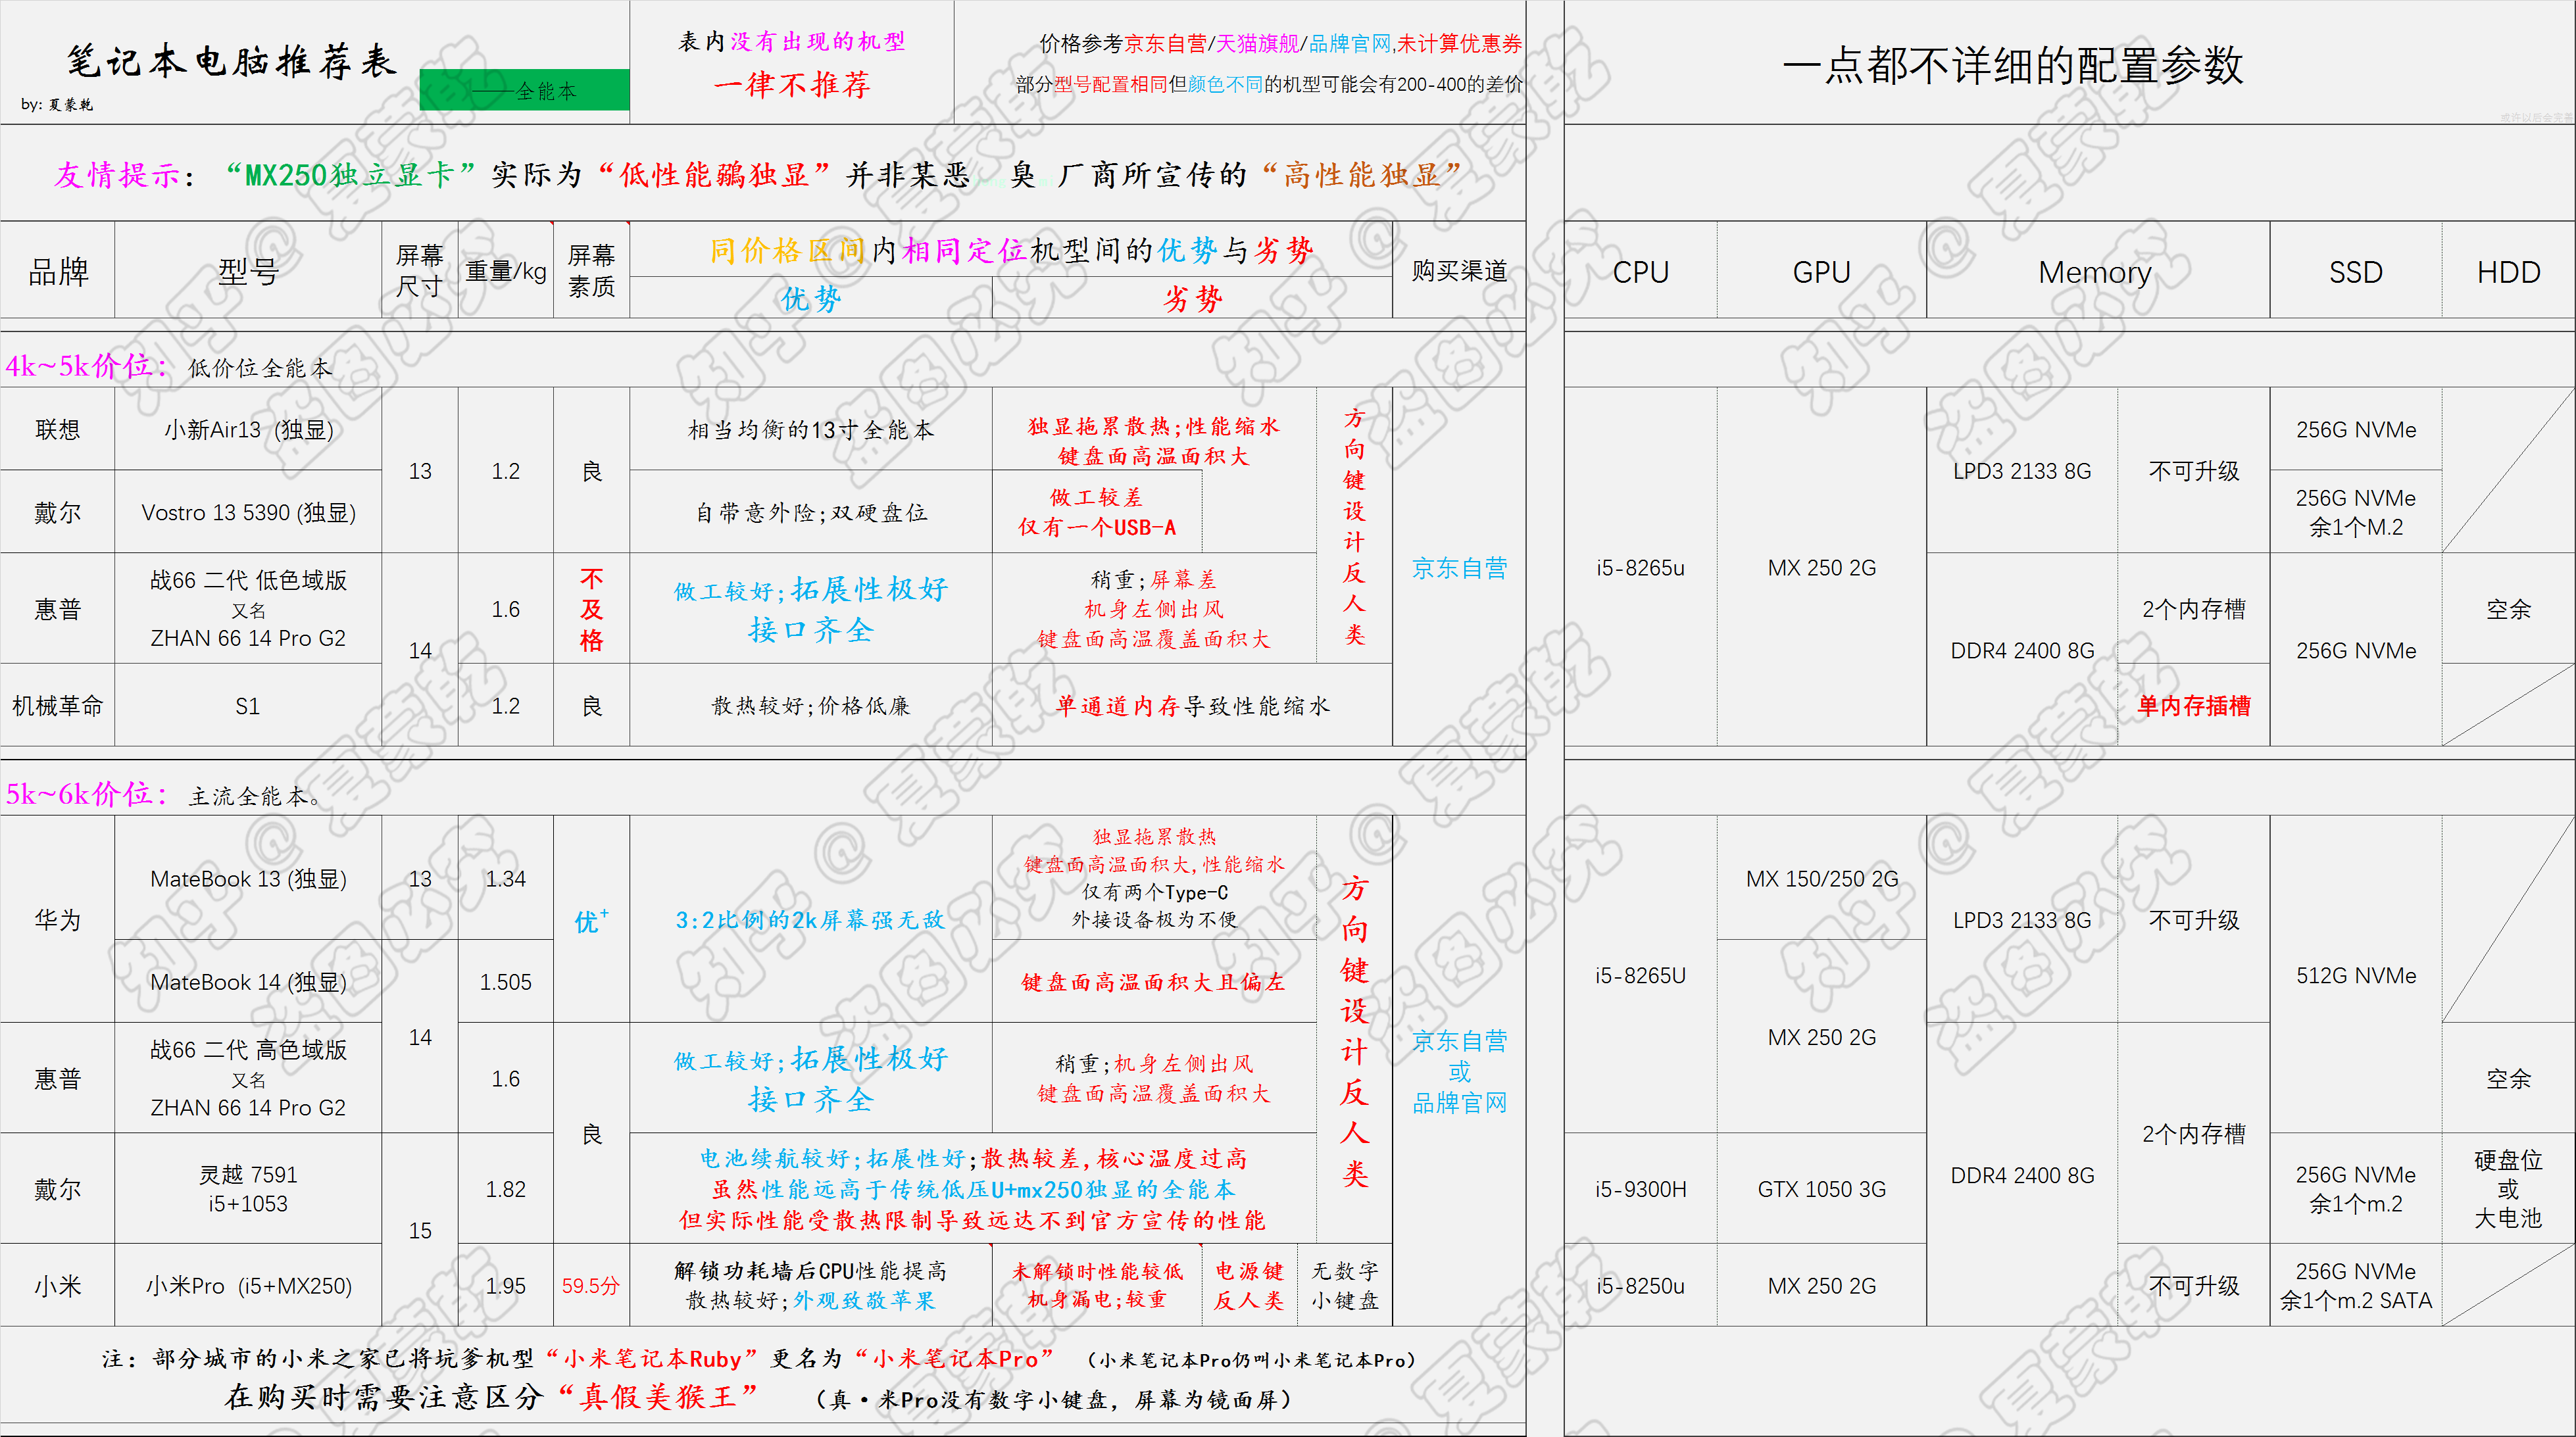 笔记本电脑推荐表
——全能本
by: 夏蒙乾
表内没有出现的机型
一律不推荐
价格参考京东自营/天猫旗舰/品牌官网,未计算优惠券
部分型号配置相同但颜色不同的机型可能会有200-400的差价
一点都不详细的配置参数
或许以后会完善
友情提示：“MX250独立显卡”实际为“低性能鶸独显”并非某恶 臭 厂商所宣传的“高性能独显”
品牌
型号
屏幕
尺寸
重量/kg
屏幕
素质
同价格区间内相同定位机型间的优势与劣势
优势
劣势
购买渠道
CPU
GPU
Memory
SSD
HDD
4k~5k价位：低价位全能本
联想
小新Air13 (独显)
13
1.2
良
相当均衡的13寸全能本
独显拖累散热;性能缩水
键盘面高温面积大
方向键设计反人类
京东自营
i5-8265u
MX 250 2G
LPD3 2133 8G
不可升级
256G NVMe
戴尔
Vostro 13 5390 (独显)
自带意外险;双硬盘位
做工较差
仅有一个USB-A
256G NVMe
余1个M.2
惠普
战66 二代 低色域版
又名
ZHAN 66 14 Pro G2
14
1.6
不及格
做工较好;拓展性极好
接口齐全
稍重;屏幕差
机身左侧出风
键盘面高温覆盖面积大
DDR4 2400 8G
2个内存槽
256G NVMe
空余
机械革命
S1
1.2
良
散热较好;价格低廉
单通道内存导致性能缩水
单内存插槽
5k~6k价位：主流全能本。
华为
MateBook 13 (独显)
13
1.34
优+
3:2比例的2k屏幕强无敌
独显拖累散热
键盘面高温面积大,性能缩水
仅有两个Type-C
外接设备极为不便
方向键设计反人类
京东自营
或
品牌官网
i5-8265U
MX 150/250 2G
LPD3 2133 8G
不可升级
512G NVMe
MateBook 14 (独显)
14
1.505
键盘面高温面积大且偏左
MX 250 2G
惠普
战66 二代 高色域版
又名
ZHAN 66 14 Pro G2
1.6
良
做工较好;拓展性极好
接口齐全
稍重;机身左侧出风
键盘面高温覆盖面积大
DDR4 2400 8G
2个内存槽
空余
戴尔
灵越 7591
i5+1053
15
1.82
电池续航较好;拓展性好;散热较差,核心温度过高
虽然性能远高于传统低压U+mx250独显的全能本
但实际性能受散热限制导致远达不到官方宣传的性能
i5-9300H
GTX 1050 3G
256G NVMe
余1个m.2
硬盘位
或
大电池
小米
小米Pro (i5+MX250)
1.95
59.5分
解锁功耗墙后CPU性能提高
散热较好;外观致敬苹果
未解锁时性能较低
机身漏电;较重
电源键
反人类
无数字
小键盘
i5-8250u
MX 250 2G
不可升级
256G NVMe
余1个m.2 SATA
注：部分城市的小米之家已将坑爹机型“小米笔记本Ruby”更名为“小米笔记本Pro” （小米笔记本Pro仍叫小米笔记本Pro）
在购买时需要注意区分“真假美猴王” （真·米Pro没有数字小键盘，屏幕为镜面屏）
知乎 @ 夏蒙乾
盗图必究